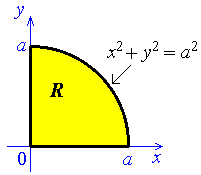 y
a
x² + y² = a²
R
0
a
x